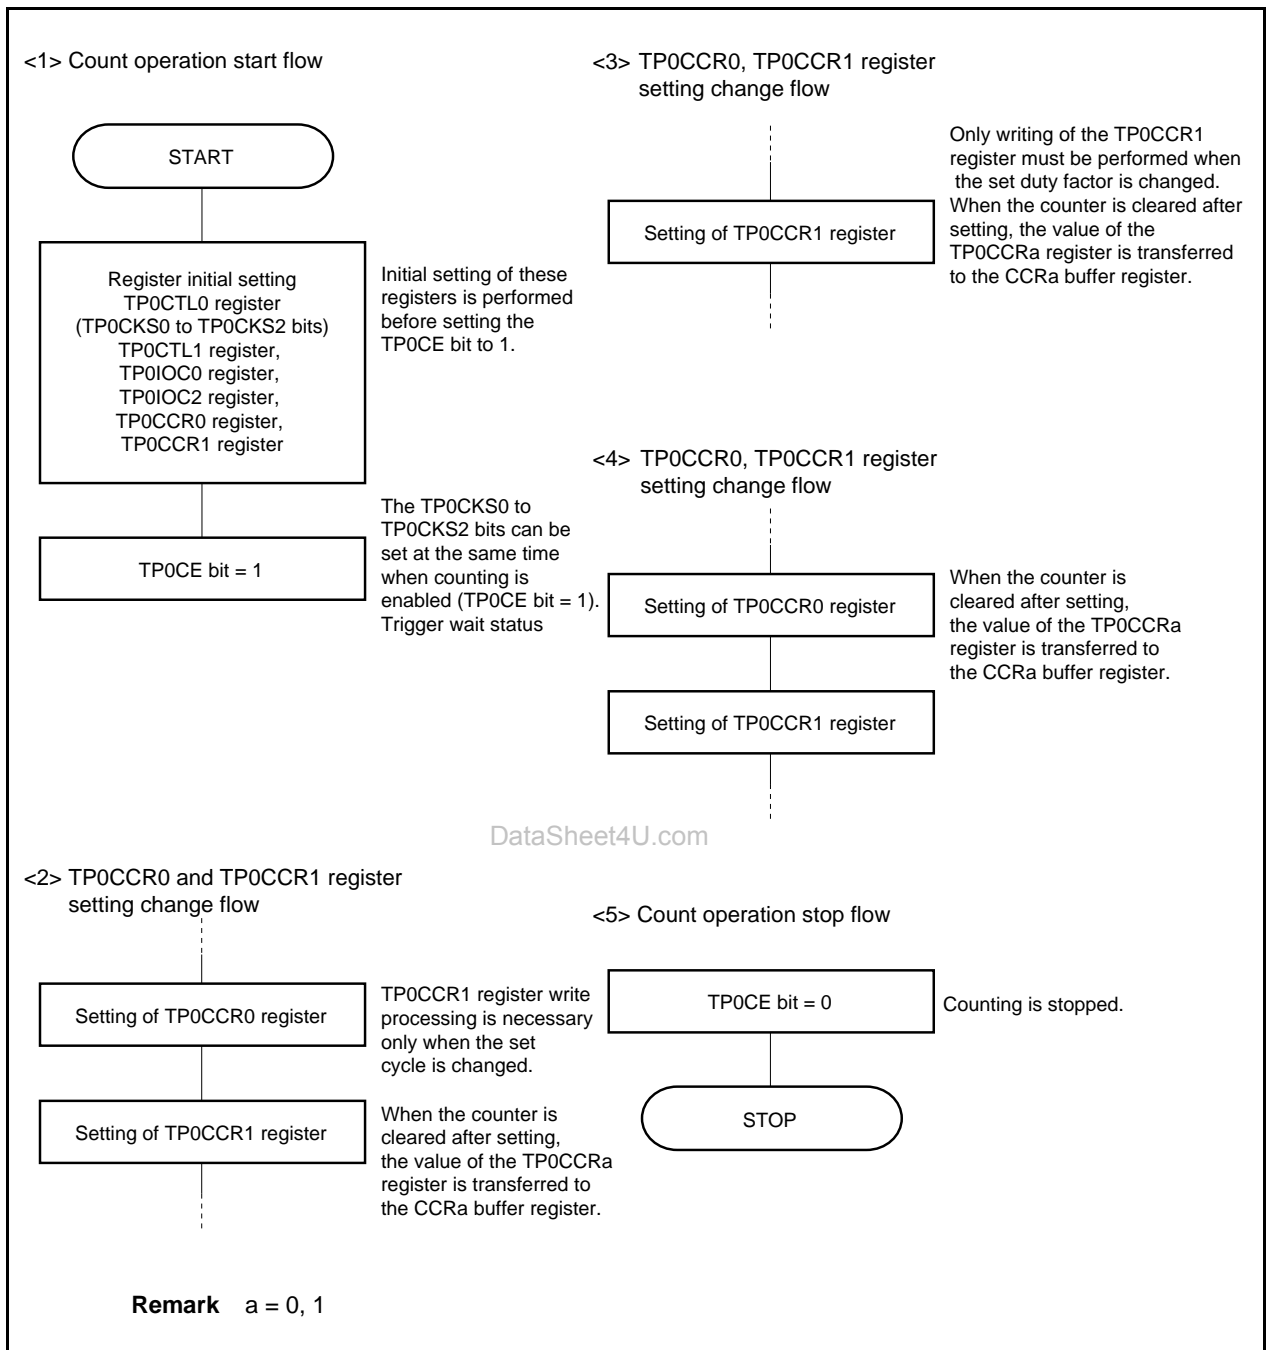 <1> Count operation start flow
START
Register initial setting
TP0CTL0 register
(TP0CKS0 to TP0CKS2 bits)
TP0CTL1 register,
TP0IOC0 register,
TP0IOC2 register,
TP0CCR0 register,
TP0CCR1 register
Initial setting of these
registers is performed
before setting the
TP0CE bit to 1.
TP0CE bit = 1
The TP0CKS0 to
TP0CKS2 bits can be
set at the same time
when counting is
enabled (TP0CE bit = 1).
Trigger wait status
<2> TP0CCR0 and TP0CCR1 register
setting change flow
Setting of TP0CCR0 register
TP0CCR1 register write
processing is necessary
only when the set
cycle is changed.
Setting of TP0CCR1 register
When the counter is
cleared after setting,
the value of the TP0CCRa
register is transferred to
the CCRa buffer register.
<3> TP0CCR0, TP0CCR1 register
setting change flow
Setting of TP0CCR1 register
Only writing of the TP0CCR1
register must be performed when
the set duty factor is changed.
When the counter is cleared after
setting, the value of the
TP0CCRa register is transferred
to the CCRa buffer register.
<4> TP0CCR0, TP0CCR1 register
setting change flow
Setting of TP0CCR0 register
When the counter is
cleared after setting,
the value of the TP0CCRa
register is transferred to
the CCRa buffer register.
Setting of TP0CCR1 register
DataSheet4U.com
<5> Count operation stop flow
TP0CE bit = 0
Counting is stopped.
STOP
Remark a = 0, 1